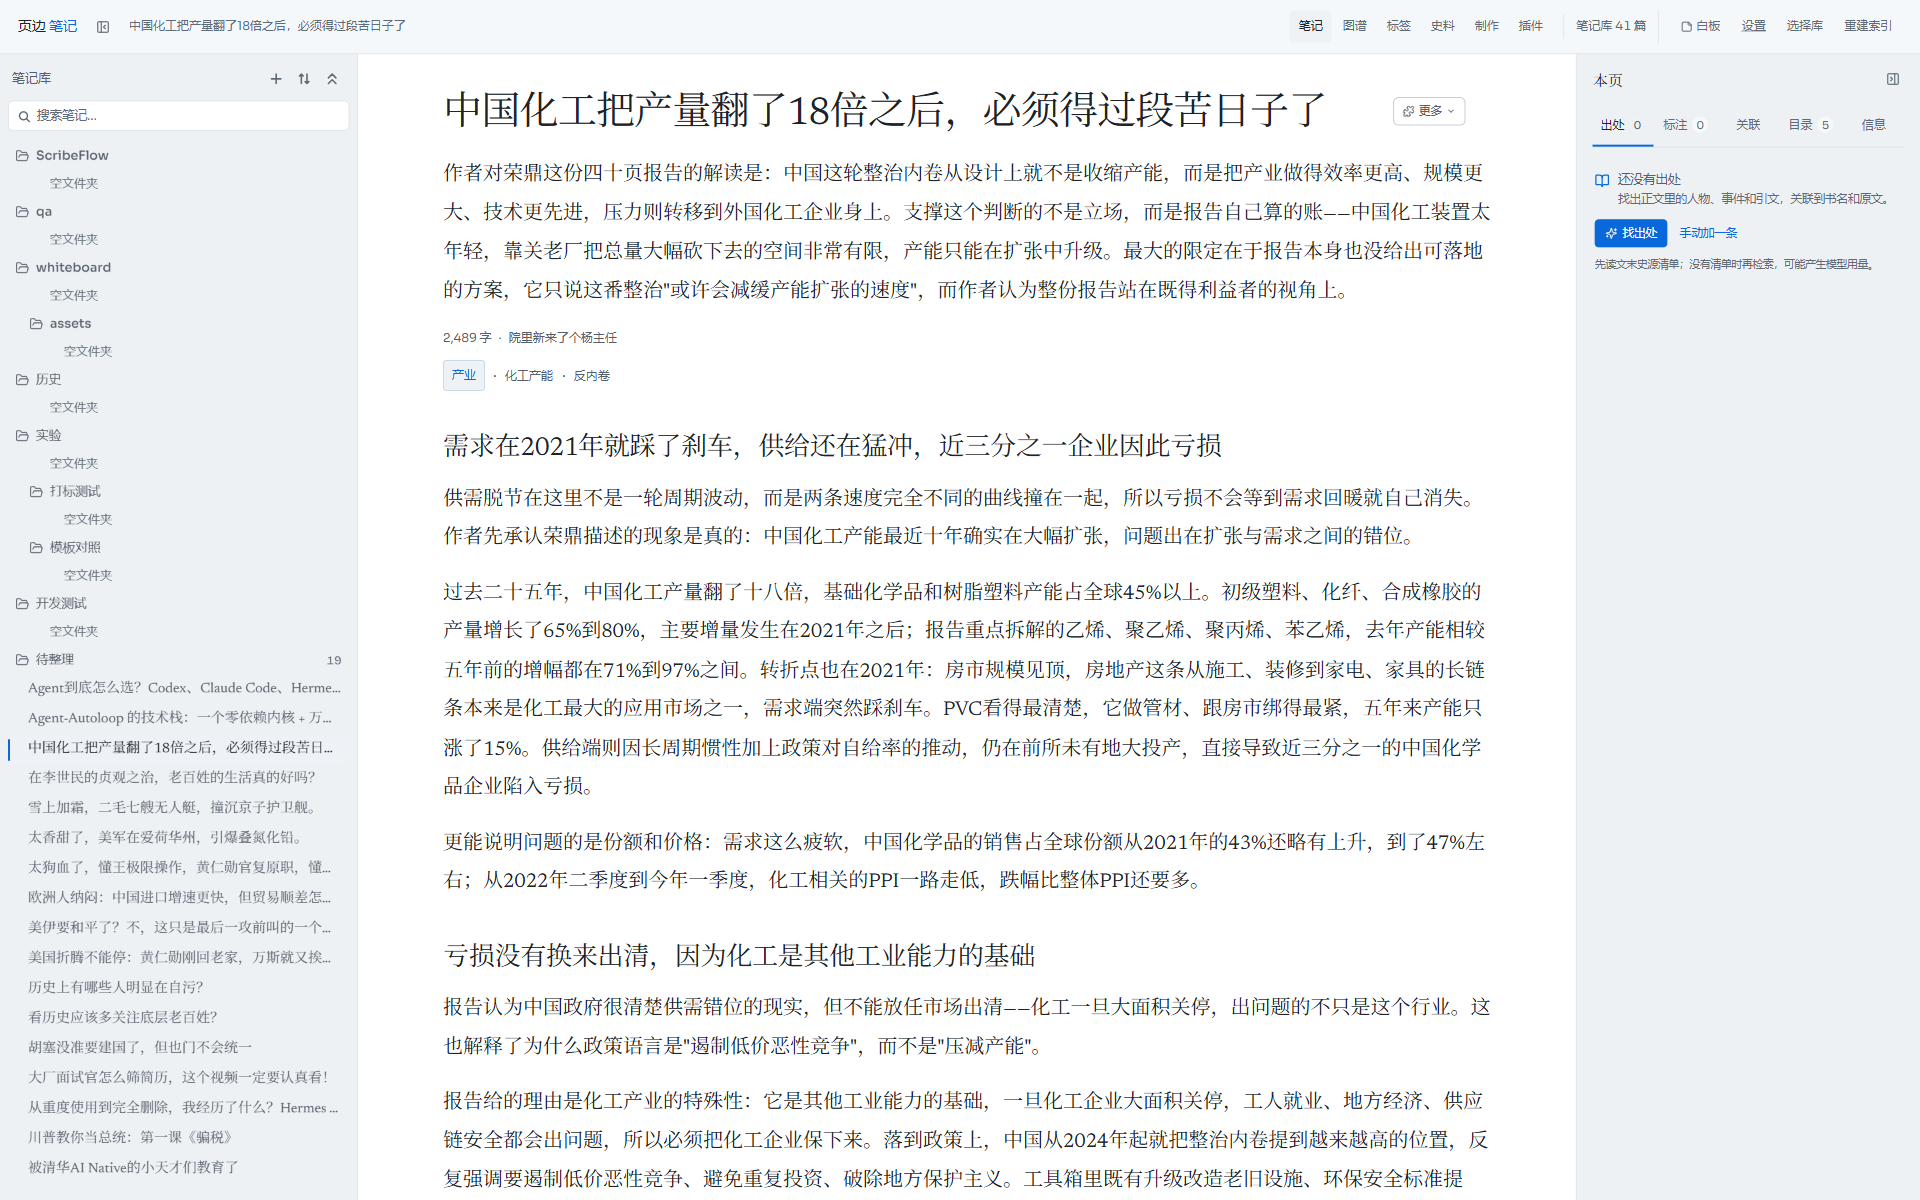 页边 笔记
中国化工把产量翻了18倍之后，必须得过段苦日子了
笔记 图谱 标签 史料 制作 插件 笔记库 41 篇 白板 设置 选择库 重建索引
笔记库
搜索笔记...
ScribeFlow
空文件夹
qa
空文件夹
whiteboard
空文件夹
assets
空文件夹
历史
空文件夹
实验
空文件夹
打标测试
空文件夹
模板对照
空文件夹
开发测试
空文件夹
待整理 19
Agent到底怎么选？Codex、Claude Code、Herme...
Agent-Autoloop 的技术栈：一个零依赖内核 + 万...
中国化工把产量翻了18倍之后，必须得过段苦日...
在李世民的贞观之治，老百姓的生活真的好吗？
雪上加霜，二毛七艘无人艇，撞沉京子护卫舰。
太香甜了，美军在爱荷华州，引爆叠氮化铅。
太狗血了，懂王极限操作，黄仁勋官复原职，懂...
欧洲人纳闷：中国进口增速更快，但贸易顺差怎...
美伊要和平了？不，这只是最后一攻前叫的一个...
美国折腾不能停：黄仁勋刚回老家，万斯就又挨...
历史上有哪些人明显在自污？
看历史应该多关注底层老百姓？
胡塞没准要建国了，但也门不会统一
大厂面试官怎么筛简历，这个视频一定要认真看！
从重度使用到完全删除，我经历了什么？Hermes ...
川普教你当总统：第一课《骗税》
被清华AI Native的小天才们教育了
中国化工把产量翻了18倍之后，必须得过段苦日子了
更多
作者对荣鼎这份四十页报告的解读是：中国这轮整治内卷从设计上就不是收缩产能，而是把产业做得效率更高、规模更
大、技术更先进，压力则转移到外国化工企业身上。支撑这个判断的不是立场，而是报告自己算的账——中国化工装置太
年轻，靠关老厂把总量大幅砍下去的空间非常有限，产能只能在扩张中升级。最大的限定在于报告本身也没给出可落地
的方案，它只说这番整治"或许会减缓产能扩张的速度"，而作者认为整份报告站在既得利益者的视角上。
2,489 字 · 院里新来了个杨主任
产业 · 化工产能 · 反内卷
需求在2021年就踩了刹车，供给还在猛冲，近三分之一企业因此亏损
供需脱节在这里不是一轮周期波动，而是两条速度完全不同的曲线撞在一起，所以亏损不会等到需求回暖就自己消失。
作者先承认荣鼎描述的现象是真的：中国化工产能最近十年确实在大幅扩张，问题出在扩张与需求之间的错位。
过去二十五年，中国化工产量翻了十八倍，基础化学品和树脂塑料产能占全球45%以上。初级塑料、化纤、合成橡胶的
产量增长了65%到80%，主要增量发生在2021年之后；报告重点拆解的乙烯、聚乙烯、聚丙烯、苯乙烯，去年产能相较
五年前的增幅都在71%到97%之间。转折点也在2021年：房市规模见顶，房地产这条从施工、装修到家电、家具的长链
条本来是化工最大的应用市场之一，需求端突然踩刹车。PVC看得最清楚，它做管材、跟房市绑得最紧，五年来产能只
涨了15%。供给端则因长周期惯性加上政策对自给率的推动，仍在前所未有地大投产，直接导致近三分之一的中国化学
品企业陷入亏损。
更能说明问题的是份额和价格：需求这么疲软，中国化学品的销售占全球份额从2021年的43%还略有上升，到了47%左
右；从2022年二季度到今年一季度，化工相关的PPI一路走低，跌幅比整体PPI还要多。
亏损没有换来出清，因为化工是其他工业能力的基础
报告认为中国政府很清楚供需错位的现实，但不能放任市场出清——化工一旦大面积关停，出问题的不只是这个行业。这
也解释了为什么政策语言是"遏制低价恶性竞争"，而不是"压减产能"。
报告给的理由是化工产业的特殊性：它是其他工业能力的基础，一旦化工企业大面积关停，工人就业、地方经济、供应
链安全都会出问题，所以必须把化工企业保下来。落到政策上，中国从2024年起就把整治内卷提到越来越高的位置，反
复强调要遏制低价恶性竞争、避免重复投资、破除地方保护主义。工具箱里既有升级改造老旧设施、环保安全标准提
本页
出处 0 标注 0 关联 目录 5 信息
还没有出处
找出正文里的人物、事件和引文，关联到书名和原文。
找出处 手动加一条
先读文末史源清单；没有清单时再检索，可能产生模型用量。